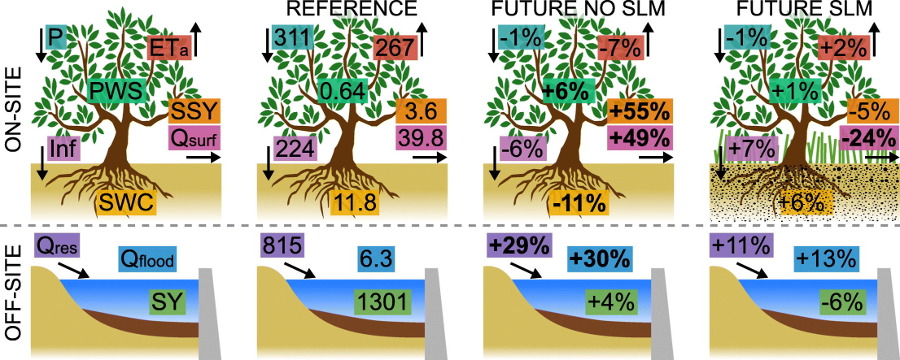 REFERENCE
FUTURE NO SLM
FUTURE SLM
ON-SITE
P
ETa
PWS
SSY
Qsurf
Inf
SWC
311
267
0.64
3.6
39.8
224
11.8
-1%
-7%
+6%
+55%
+49%
-6%
-11%
-1%
+2%
+1%
-5%
-24%
+7%
+6%
OFF-SITE
Qres
Qflood
SY
815
6.3
1301
+29%
+30%
+4%
+11%
+13%
-6%